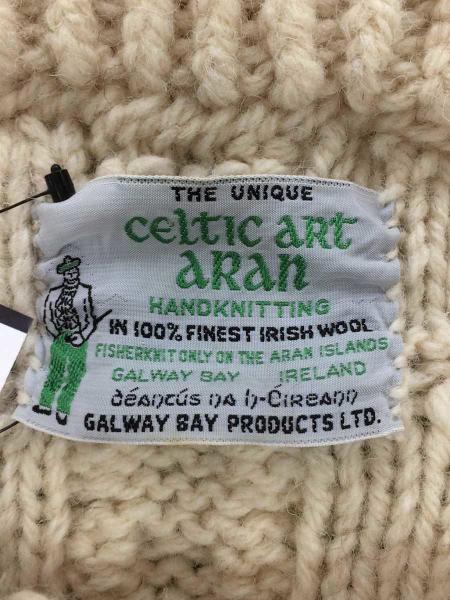 THE UNIQUE
celtic art
aran
HANDKNITTING
IN 100% FINEST IRISH WOOL
FISHERKNIT ONLY ON THE ARAN ISLANDS
GALWAY BAY IRELAND
déantús na h-Éireann
GALWAY BAY PRODUCTS LTD.